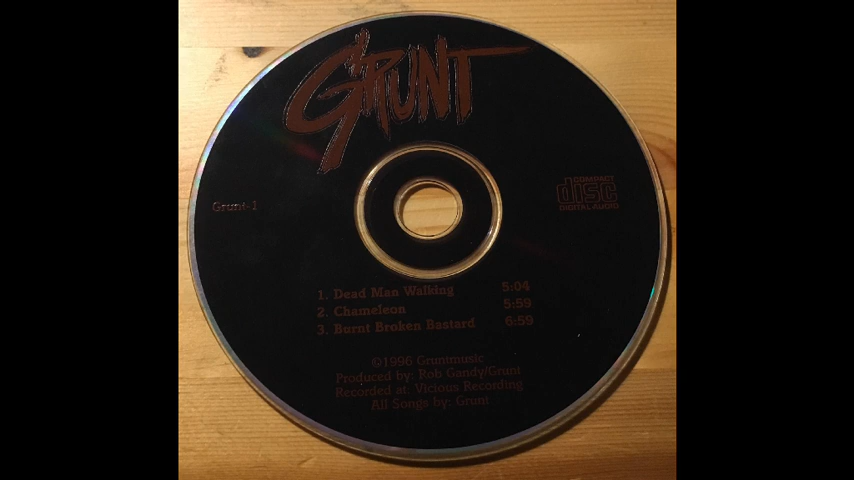 GRUNT
Grunt-1
COMPACT
disc
DIGITAL AUDIO
1. Dead Man Walking 5:04
2. Chameleon 5:59
3. Burnt Broken Bastard 6:59
©1996 Gruntmusic
Produced by: Rob Gandy/Grunt
Recorded at: Vicious Recording
All Songs by: Grunt